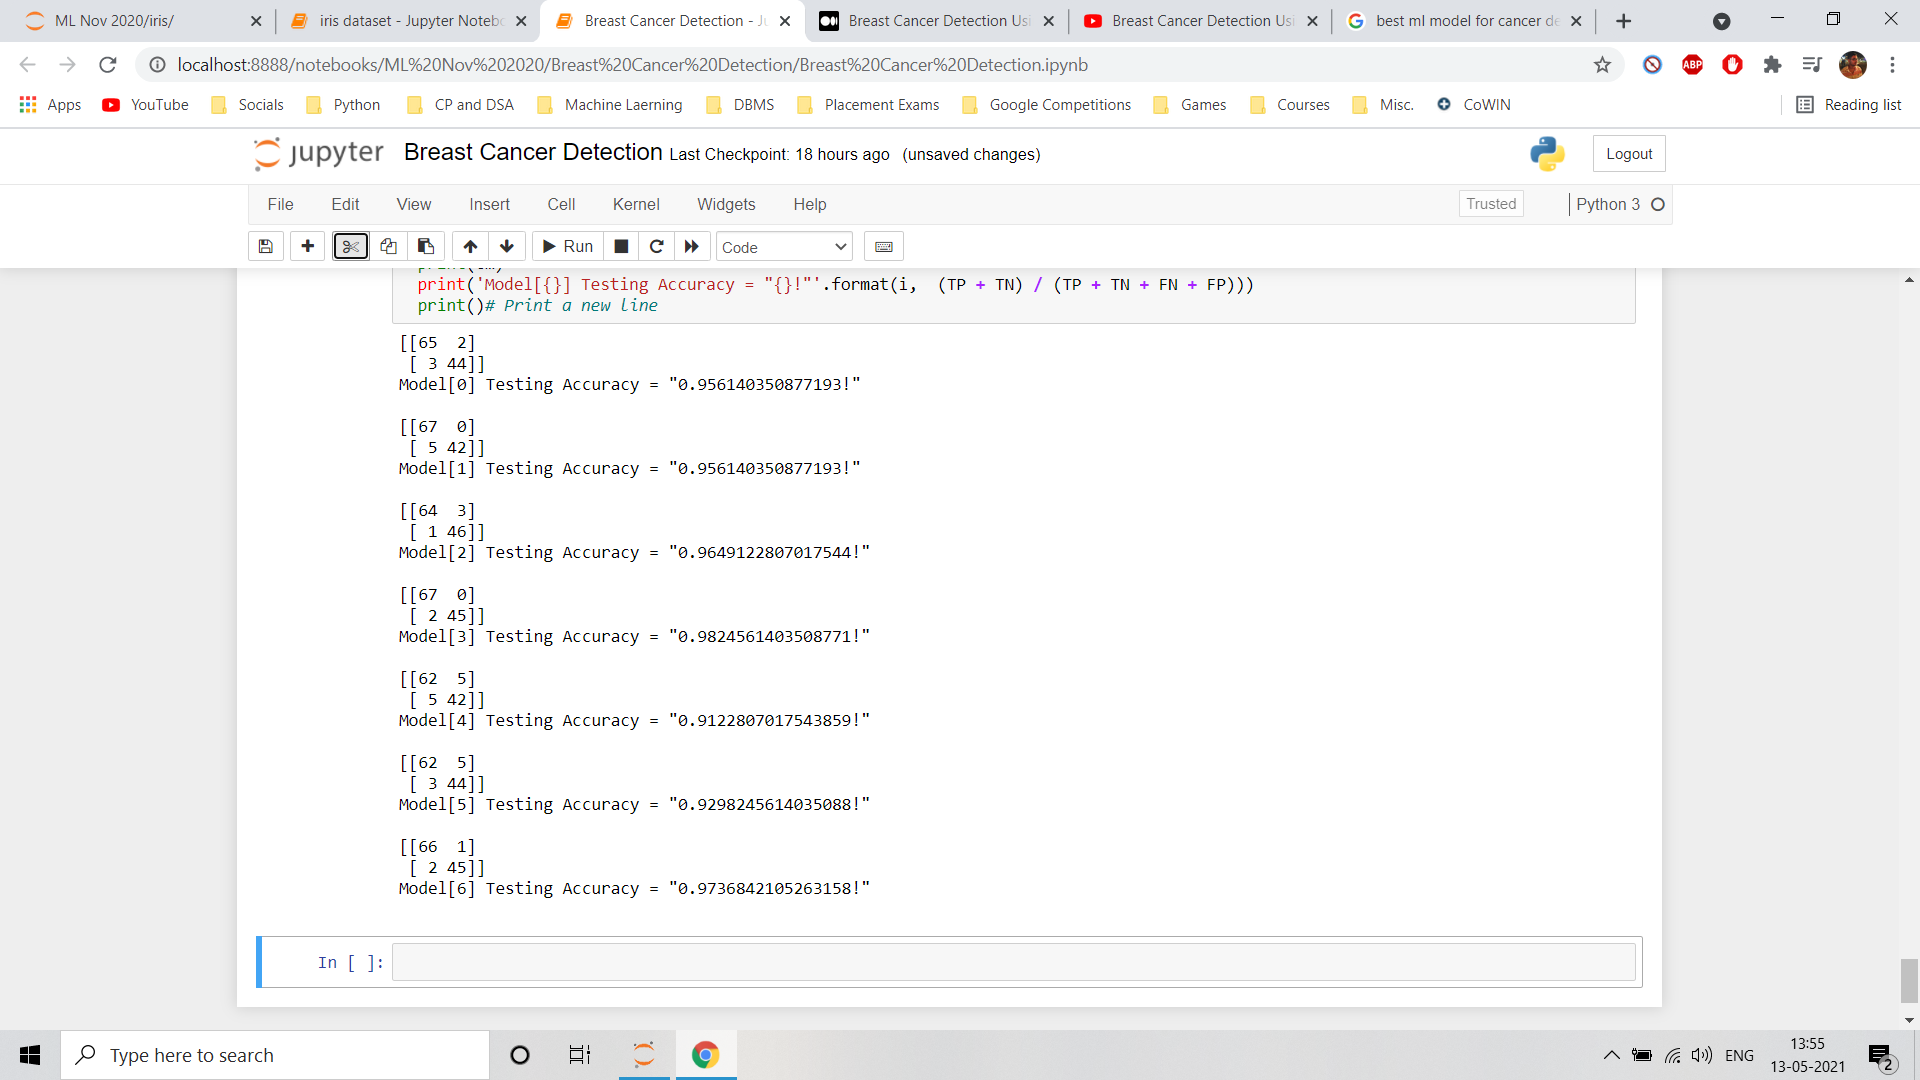 ML Nov 2020/iris/
iris dataset - Jupyter Notebo
Breast Cancer Detection - Ju
Breast Cancer Detection Usi
Breast Cancer Detection Usi
best ml model for cancer de
localhost:8888/notebooks/ML%20Nov%202020/Breast%20Cancer%20Detection/Breast%20Cancer%20Detection.ipynb
ABP
Apps YouTube Socials Python CP and DSA Machine Laerning DBMS Placement Exams Google Competitions Games Courses Misc. CoWIN Reading list
jupyter Breast Cancer Detection Last Checkpoint: 18 hours ago (unsaved changes) Logout
File Edit View Insert Cell Kernel Widgets Help Trusted Python 3
Run Code
print('Model[{}] Testing Accuracy = "{}!"'.format(i,  (TP + TN) / (TP + TN + FN + FP)))
print()# Print a new line
[[65  2]
 [ 3 44]]
Model[0] Testing Accuracy = "0.956140350877193!"
[[67  0]
 [ 5 42]]
Model[1] Testing Accuracy = "0.956140350877193!"
[[64  3]
 [ 1 46]]
Model[2] Testing Accuracy = "0.9649122807017544!"
[[67  0]
 [ 2 45]]
Model[3] Testing Accuracy = "0.9824561403508771!"
[[62  5]
 [ 5 42]]
Model[4] Testing Accuracy = "0.9122807017543859!"
[[62  5]
 [ 3 44]]
Model[5] Testing Accuracy = "0.9298245614035088!"
[[66  1]
 [ 2 45]]
Model[6] Testing Accuracy = "0.9736842105263158!"
In [ ]:
Type here to search
ENG
13:55
13-05-2021
2